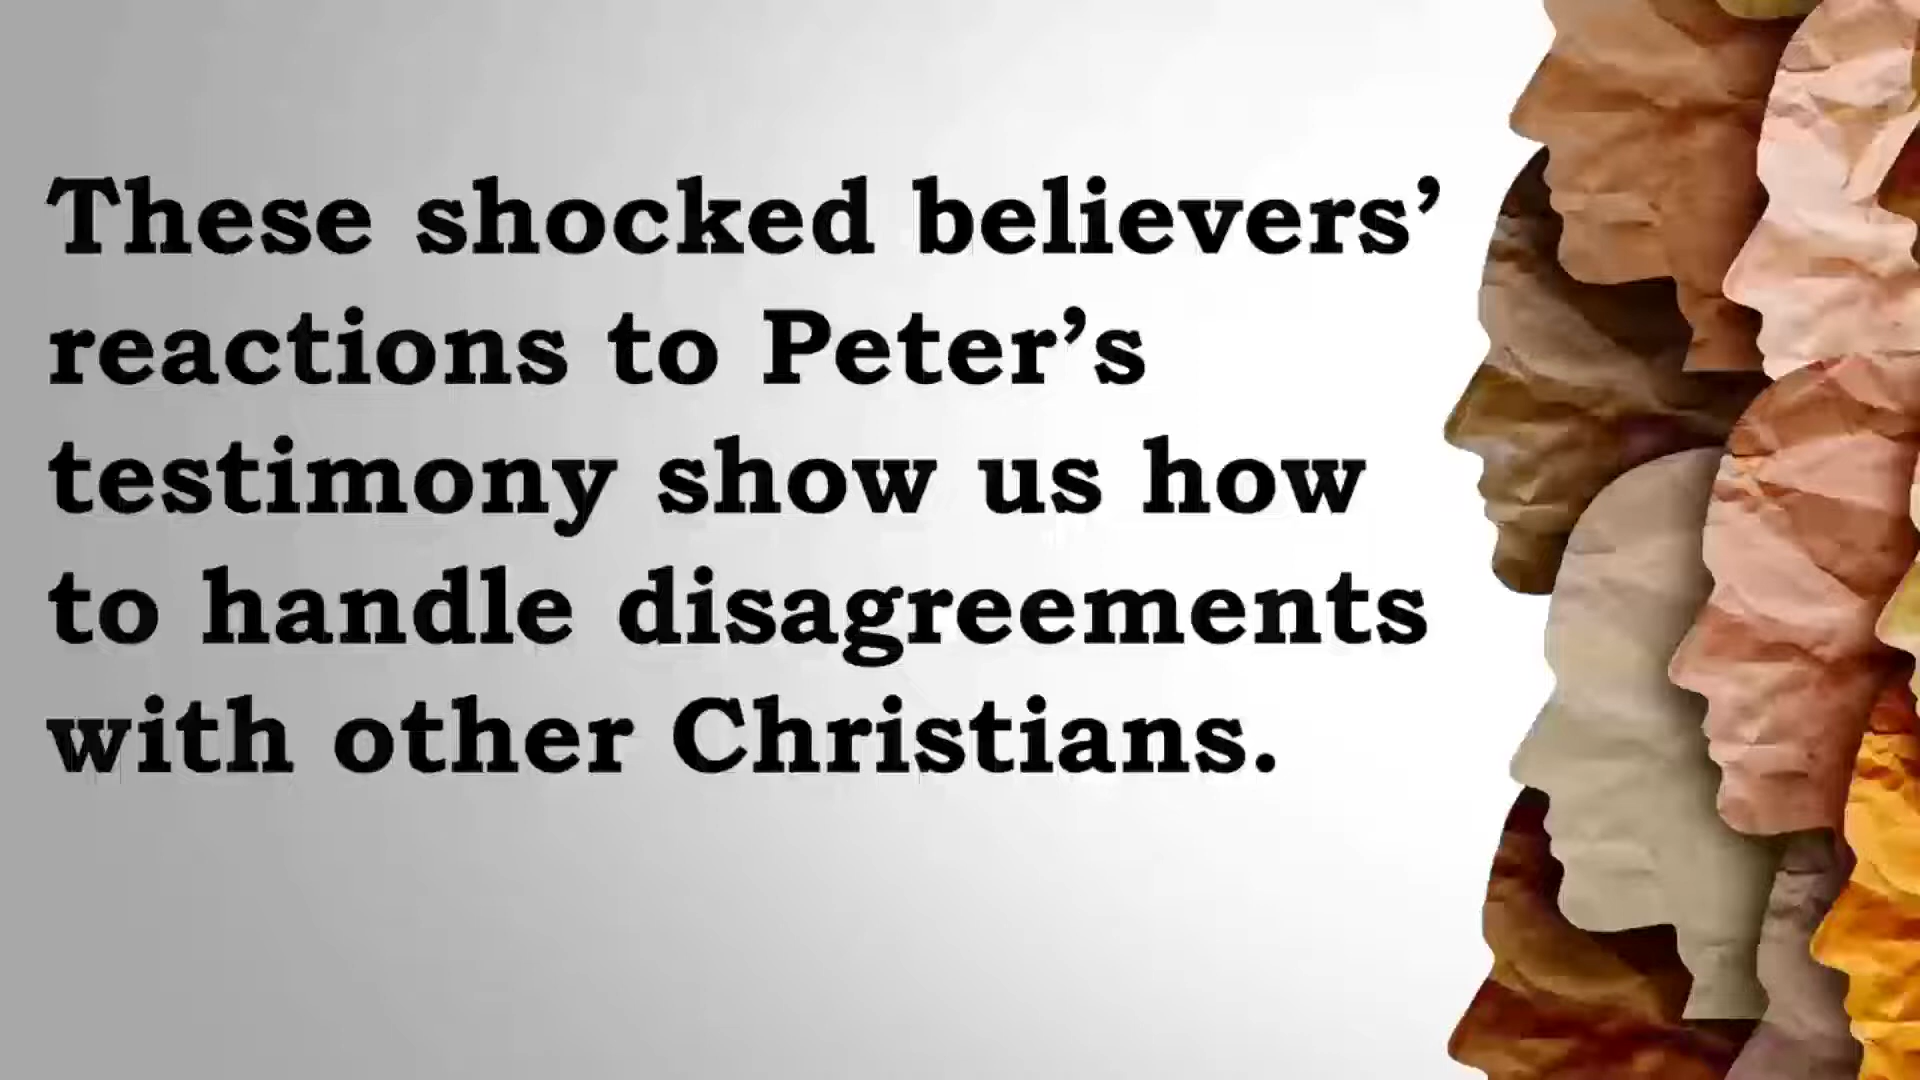 These shocked believers’
reactions to Peter’s
testimony show us how
to handle disagreements
with other Christians.